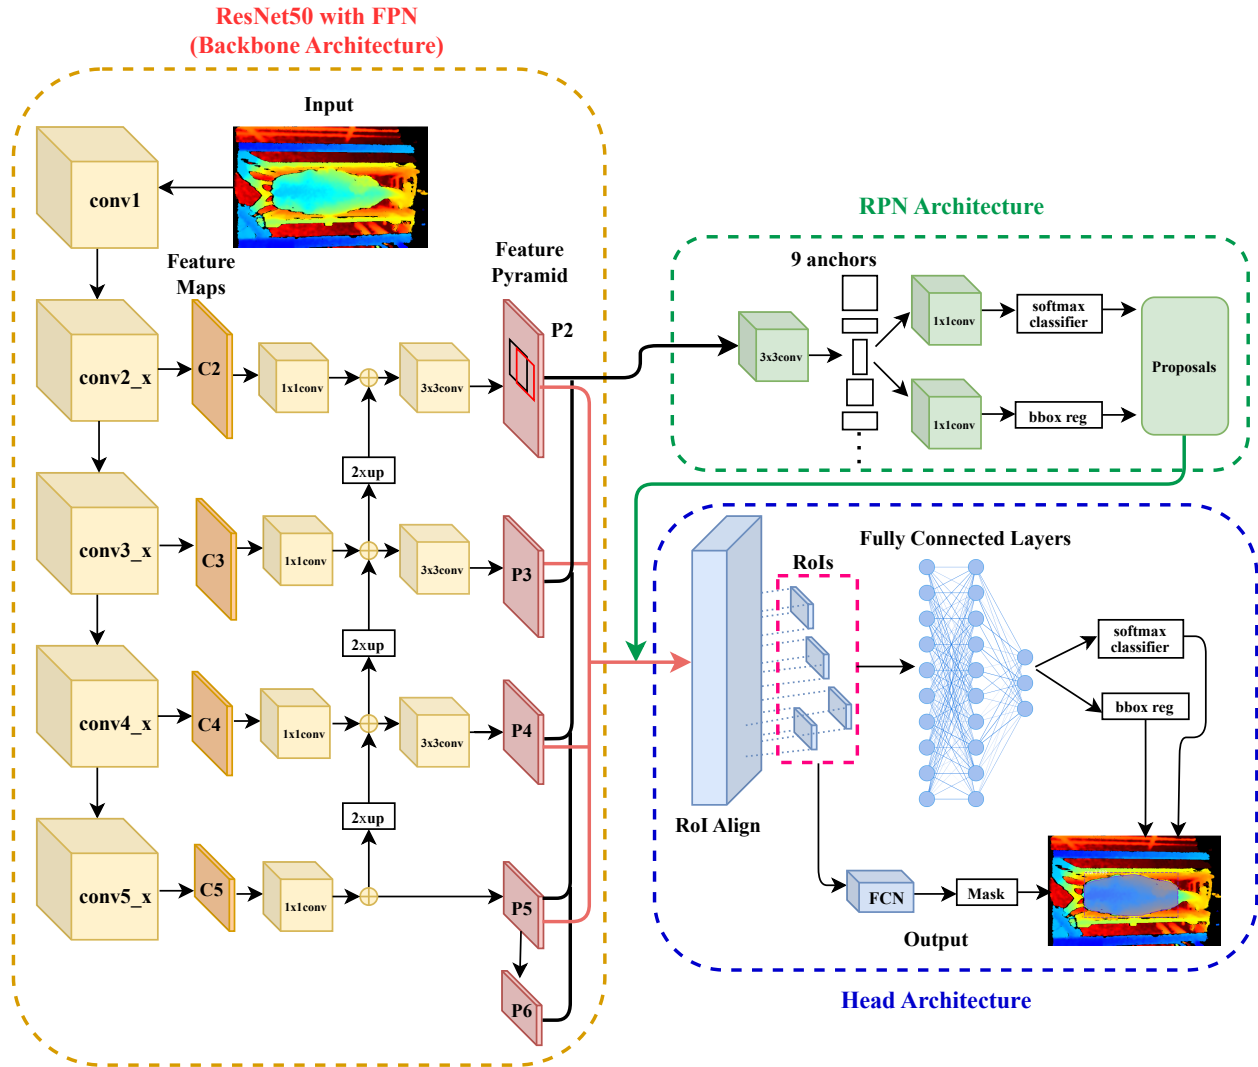 ResNet50 with FPN
(Backbone Architecture)
Input
conv1
Feature
Maps
Feature
Pyramid
P2
conv2_x
C2
1x1conv
3x3conv
2xup
conv3_x
C3
1x1conv
3x3conv
P3
2xup
conv4_x
C4
1x1conv
3x3conv
P4
2xup
conv5_x
C5
1x1conv
P5
P6
RPN Architecture
9 anchors
3x3conv
1x1conv
softmax
classifier
1x1conv
bbox reg
Proposals
Fully Connected Layers
RoIs
RoI Align
softmax
classifier
bbox reg
FCN
Mask
Output
Head Architecture